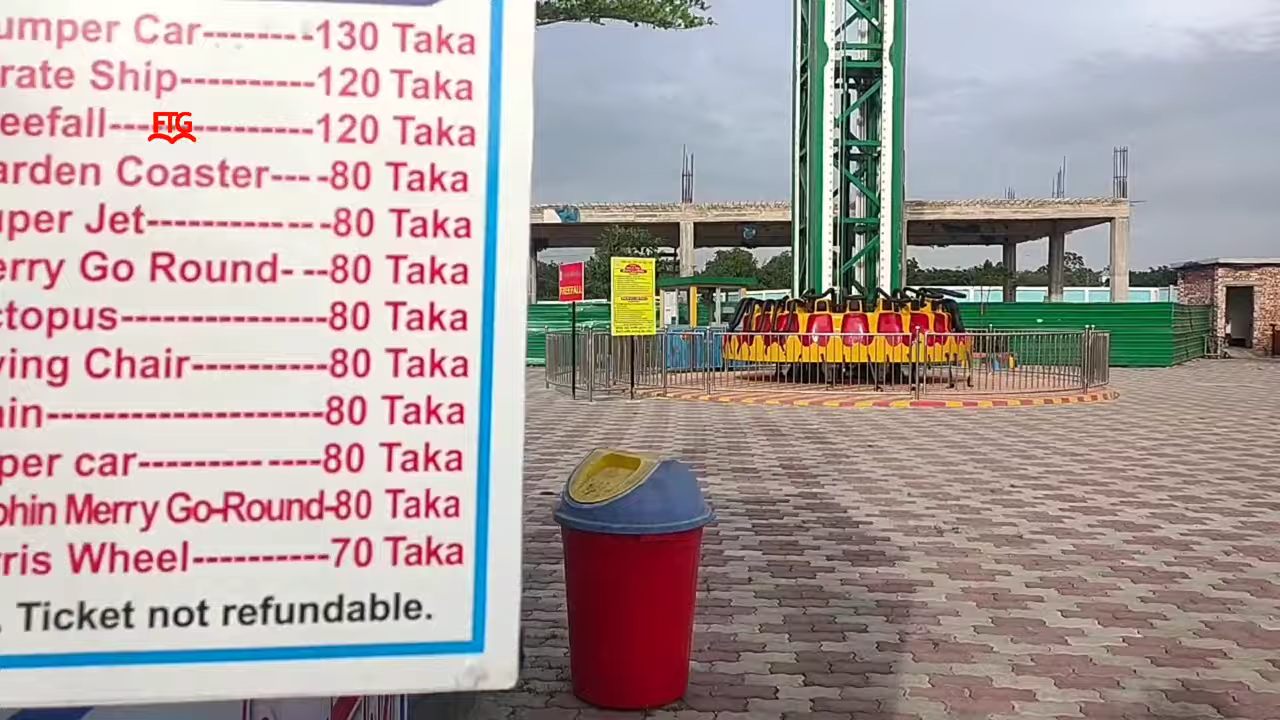 umper Car--------130 Taka
rate Ship----------120 Taka
eefall---------------120 Taka
FTG
arden Coaster--- -80 Taka
uper Jet------------ -80 Taka
erry Go Round- --80 Taka
ctopus---------------80 Taka
ying Chair----------80 Taka
in--------------------80 Taka
per car--------- ----80 Taka
phin Merry Go-Round-80 Taka
rris Wheel----------70 Taka
. Ticket not refundable.
FREEFALL